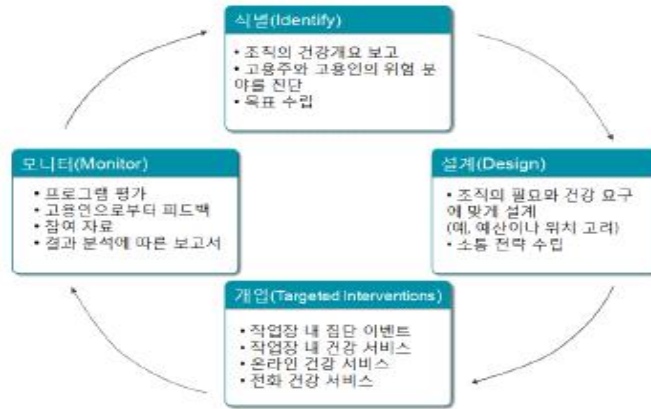 식별(Identify)
• 조직의 건강개요 보고
• 고용주와 고용인의 위험 분
야를 진단
• 목표 수립
모니터(Monitor)
• 프로그램 평가
• 고용인으로부터 피드백
• 참여 자료
• 결과 분석에 따른 보고서
설계(Design)
• 조직의 필요와 건강 요구
에 맞게 설계
(예, 예산이나 위치 고려)
• 소통 전략 수립
개입(Targeted Interventions)
• 작업장 내 집단 이벤트
• 작업장 내 건강 서비스
• 온라인 건강 서비스
• 전화 건강 서비스